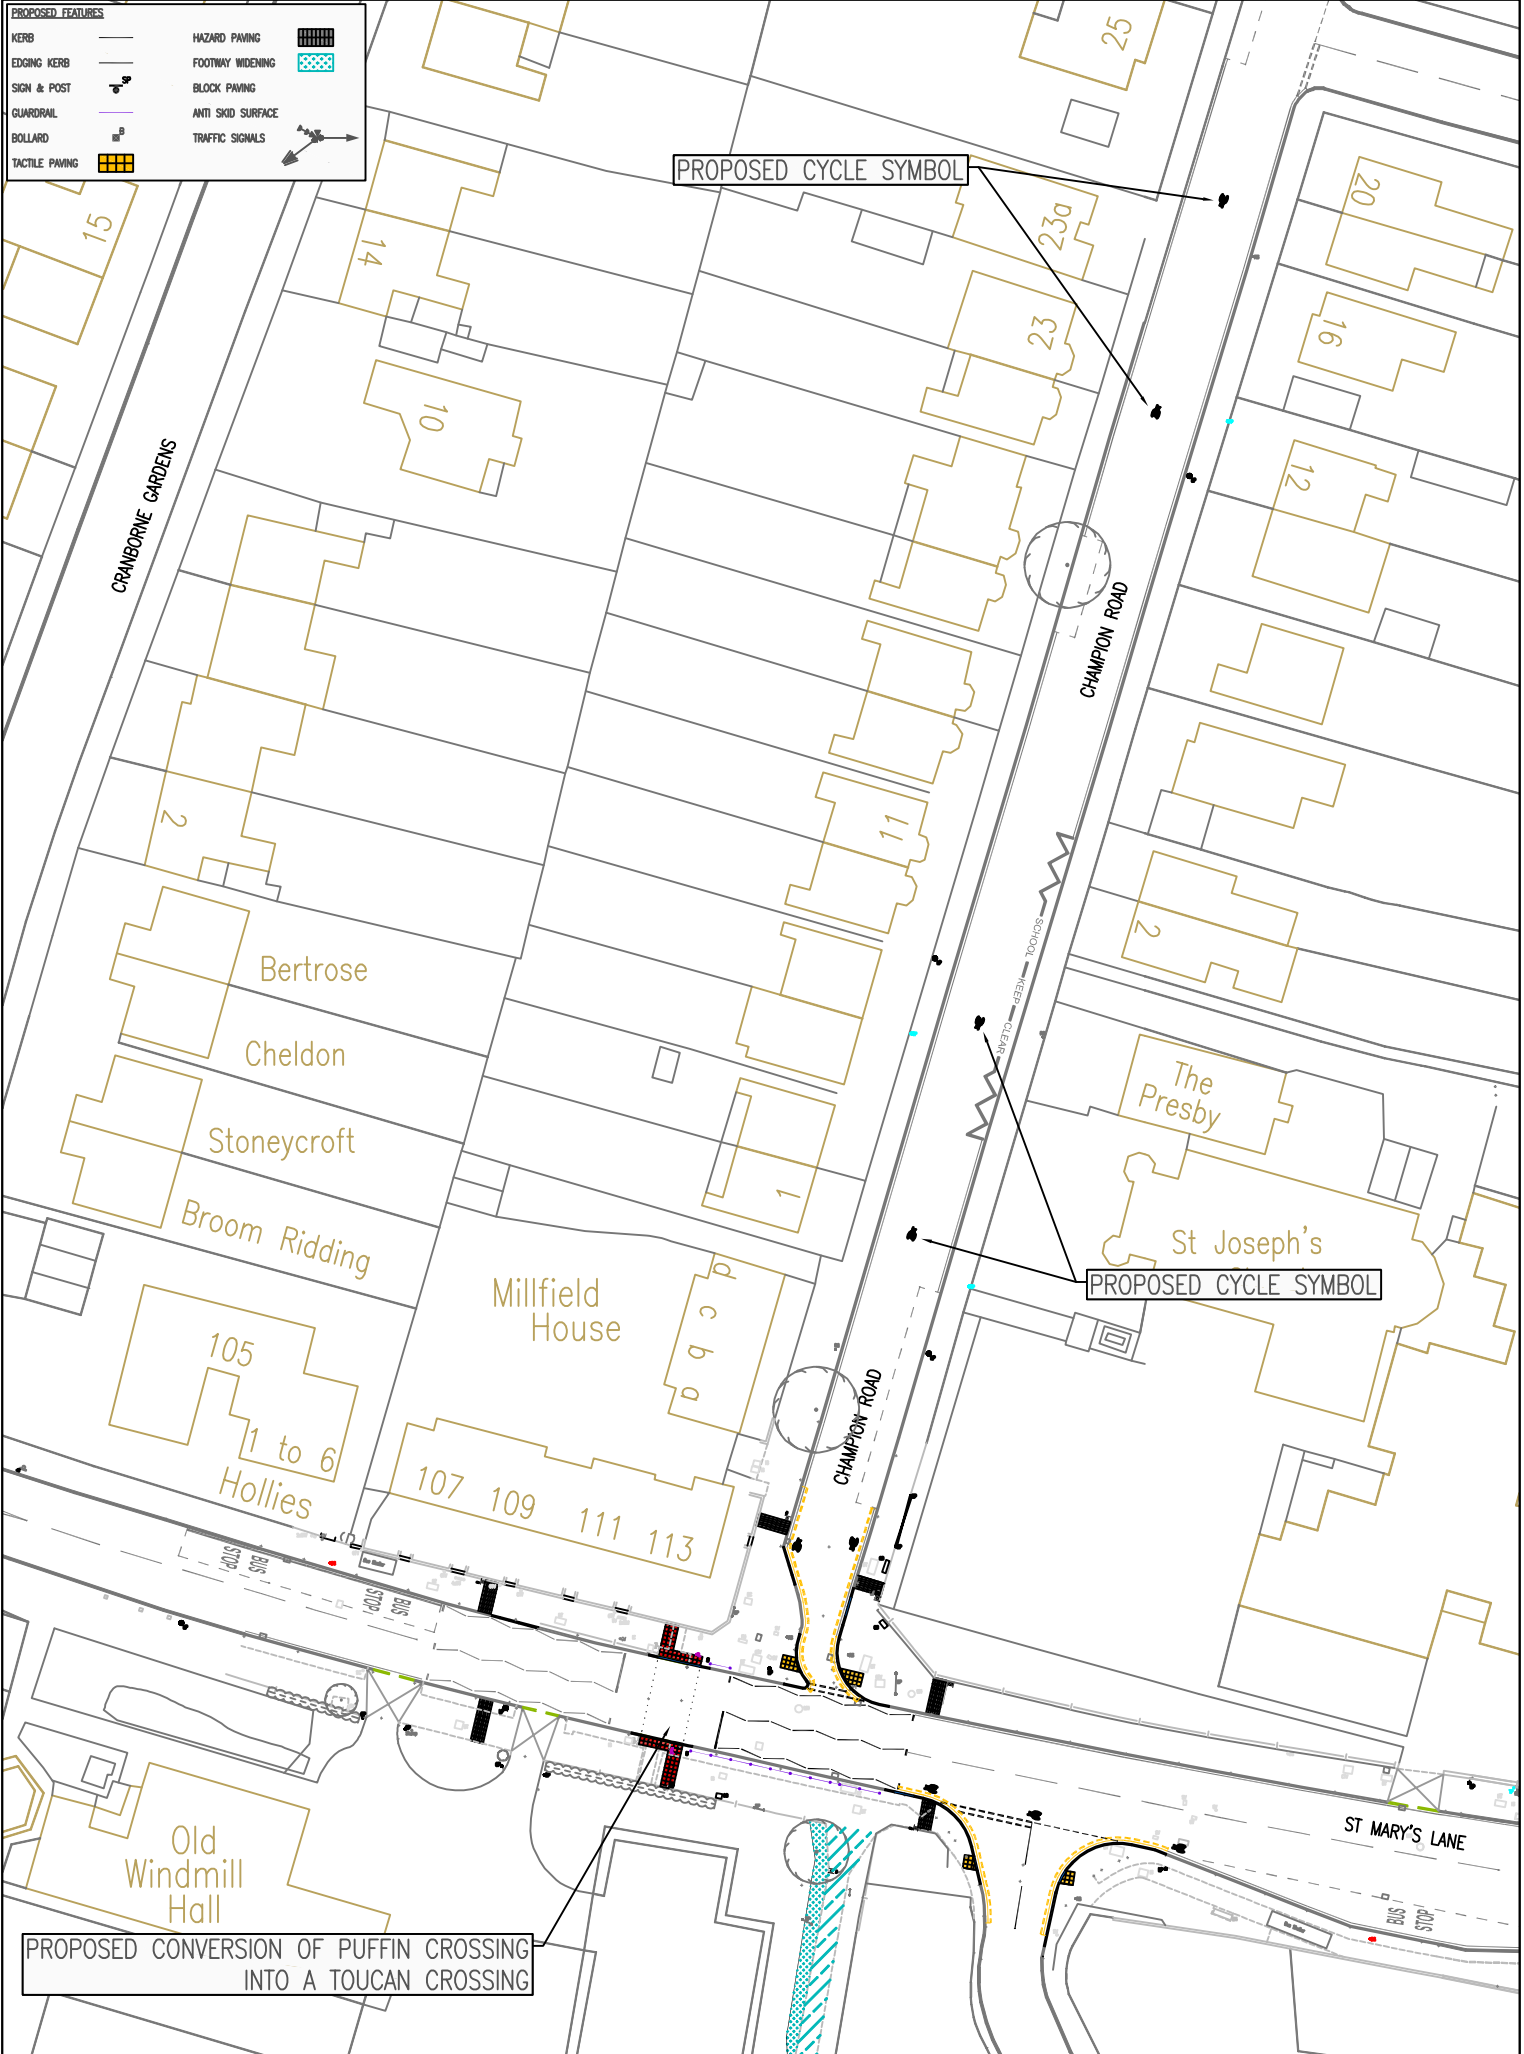 PROPOSED FEATURES
KERB
EDGING KERB
SIGN & POST
SP
GUARDRAIL
BOLLARD
B
TACTILE PAVING
HAZARD PAVING
FOOTWAY WIDENING
BLOCK PAVING
ANTI SKID SURFACE
TRAFFIC SIGNALS
25
PROPOSED CYCLE SYMBOL
15
14
23a
20
23
16
10
12
CRANBORNE GARDENS
CHAMPION ROAD
2
11
2
SCHOOL KEEP CLEAR
Bertrose
Cheldon
Stoneycroft
Broom Ridding
The
Presby
1
St Joseph's
PROPOSED CYCLE SYMBOL
Millfield
House
d
c
b
a
105
1 to 6
Hollies
107 109 111 113
CHAMPION ROAD
BUS
STOP
BUS
STOP
ST MARY'S LANE
BUS
STOP
Old
Windmill
Hall
PROPOSED CONVERSION OF PUFFIN CROSSING
INTO A TOUCAN CROSSING